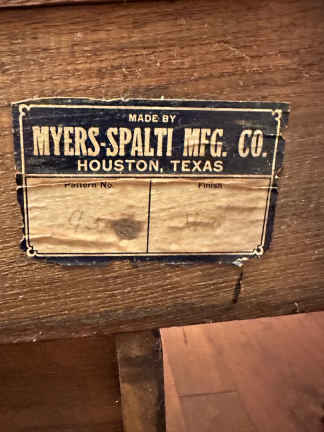 MADE BY
MYERS-SPALTI MFG. CO.
HOUSTON, TEXAS
Pattern No. Finish